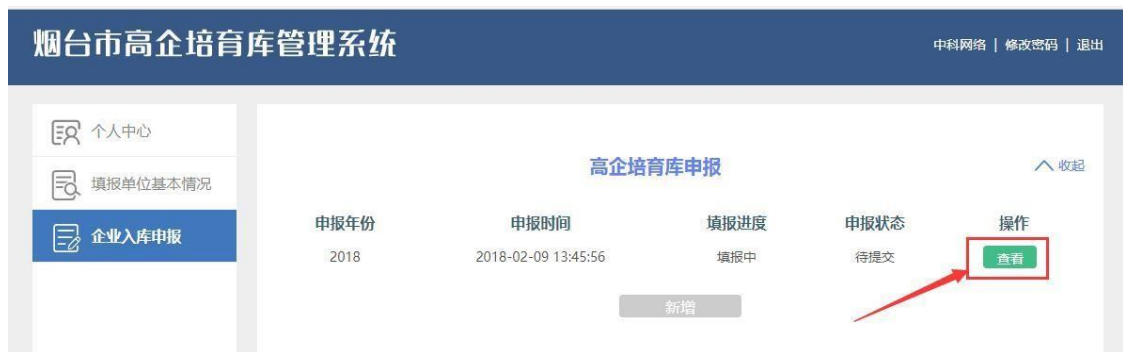 烟台市高企培育库管理系统
中科网络 | 修改密码 | 退出
个人中心
填报单位基本情况
企业入库申报
高企培育库申报
收起
申报年份 申报时间 填报进度 申报状态 操作
2018 2018-02-09 13:45:56 填报中 待提交 查看
新增